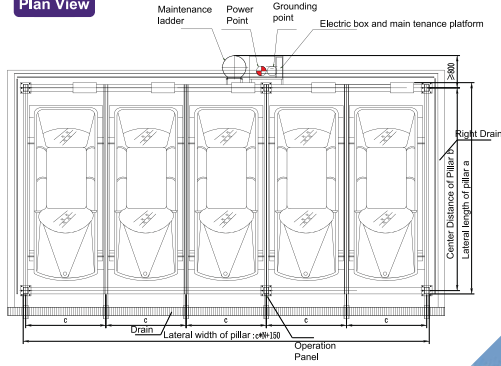 Plan View
Maintenance
ladder
Power
Point
Grounding
point
Electric box and main tenance platform
≥800
Right Drain
Center Distance of Pillar b
Lateral length of pillar a
c
c
c
c
c
Drain
Lateral width of pillar :c*N+150
Operation
Panel